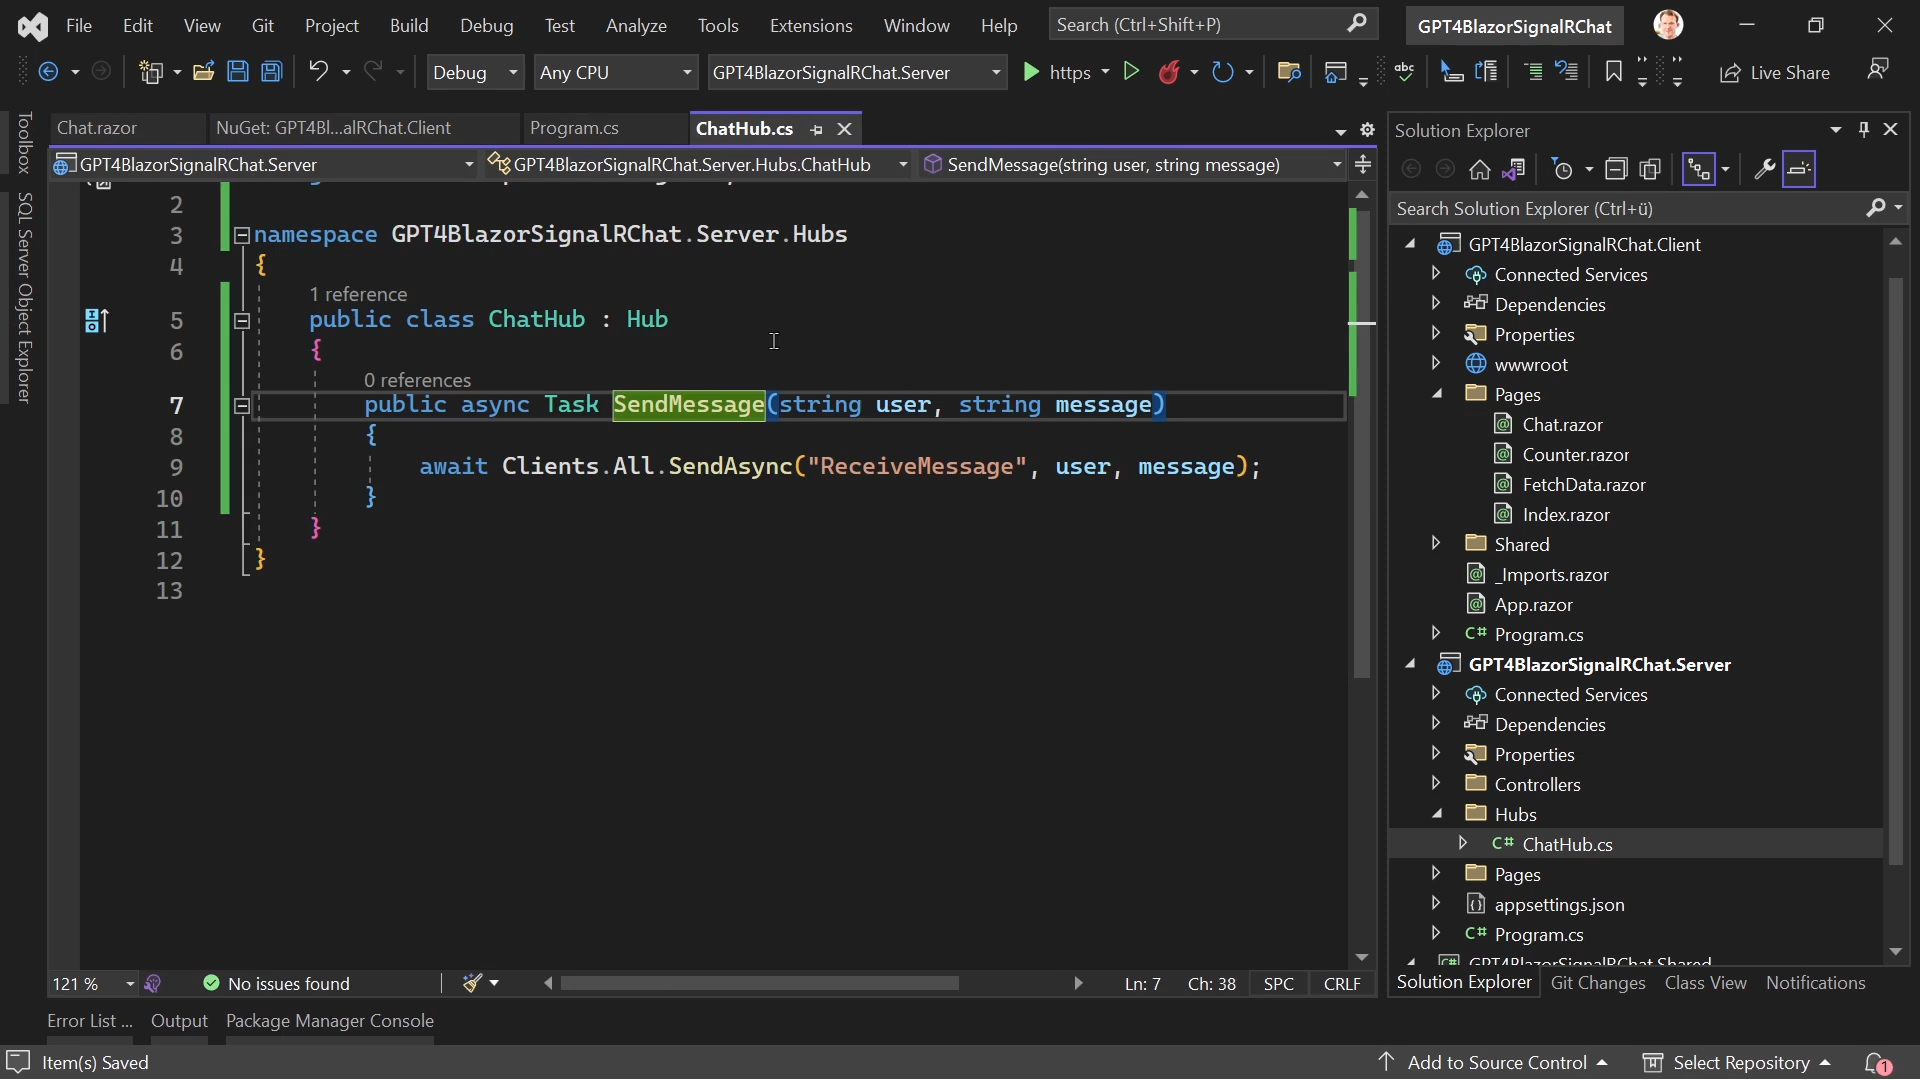 File Edit View Git Project Build Debug Test Analyze Tools Extensions Window Help Search (Ctrl+Shift+P) GPT4BlazorSignalRChat
Debug Any CPU GPT4BlazorSignalRChat.Server https abc Live Share
Toolbox
SQL Server Object Explorer
Chat.razor NuGet: GPT4Bl...alRChat.Client Program.cs ChatHub.cs
GPT4BlazorSignalRChat.Server GPT4BlazorSignalRChat.Server.Hubs.ChatHub SendMessage(string user, string message)
2
3 namespace GPT4BlazorSignalRChat.Server.Hubs
4 {
1 reference
5 public class ChatHub : Hub
6 {
0 references
7 public async Task SendMessage(string user, string message)
8 {
9 await Clients.All.SendAsync("ReceiveMessage", user, message);
10 }
11 }
12 }
13
121 % No issues found Ln: 7 Ch: 38 SPC CRLF
Solution Explorer
Search Solution Explorer (Ctrl+ü)
GPT4BlazorSignalRChat.Client
Connected Services
Dependencies
Properties
wwwroot
Pages
Chat.razor
Counter.razor
FetchData.razor
Index.razor
Shared
_Imports.razor
App.razor
C# Program.cs
GPT4BlazorSignalRChat.Server
Connected Services
Dependencies
Properties
Controllers
Hubs
C# ChatHub.cs
Pages
appsettings.json
C# Program.cs
GPT4BlazorSignalRChat.Shared
Solution Explorer Git Changes Class View Notifications
Error List ... Output Package Manager Console
Item(s) Saved Add to Source Control Select Repository 1